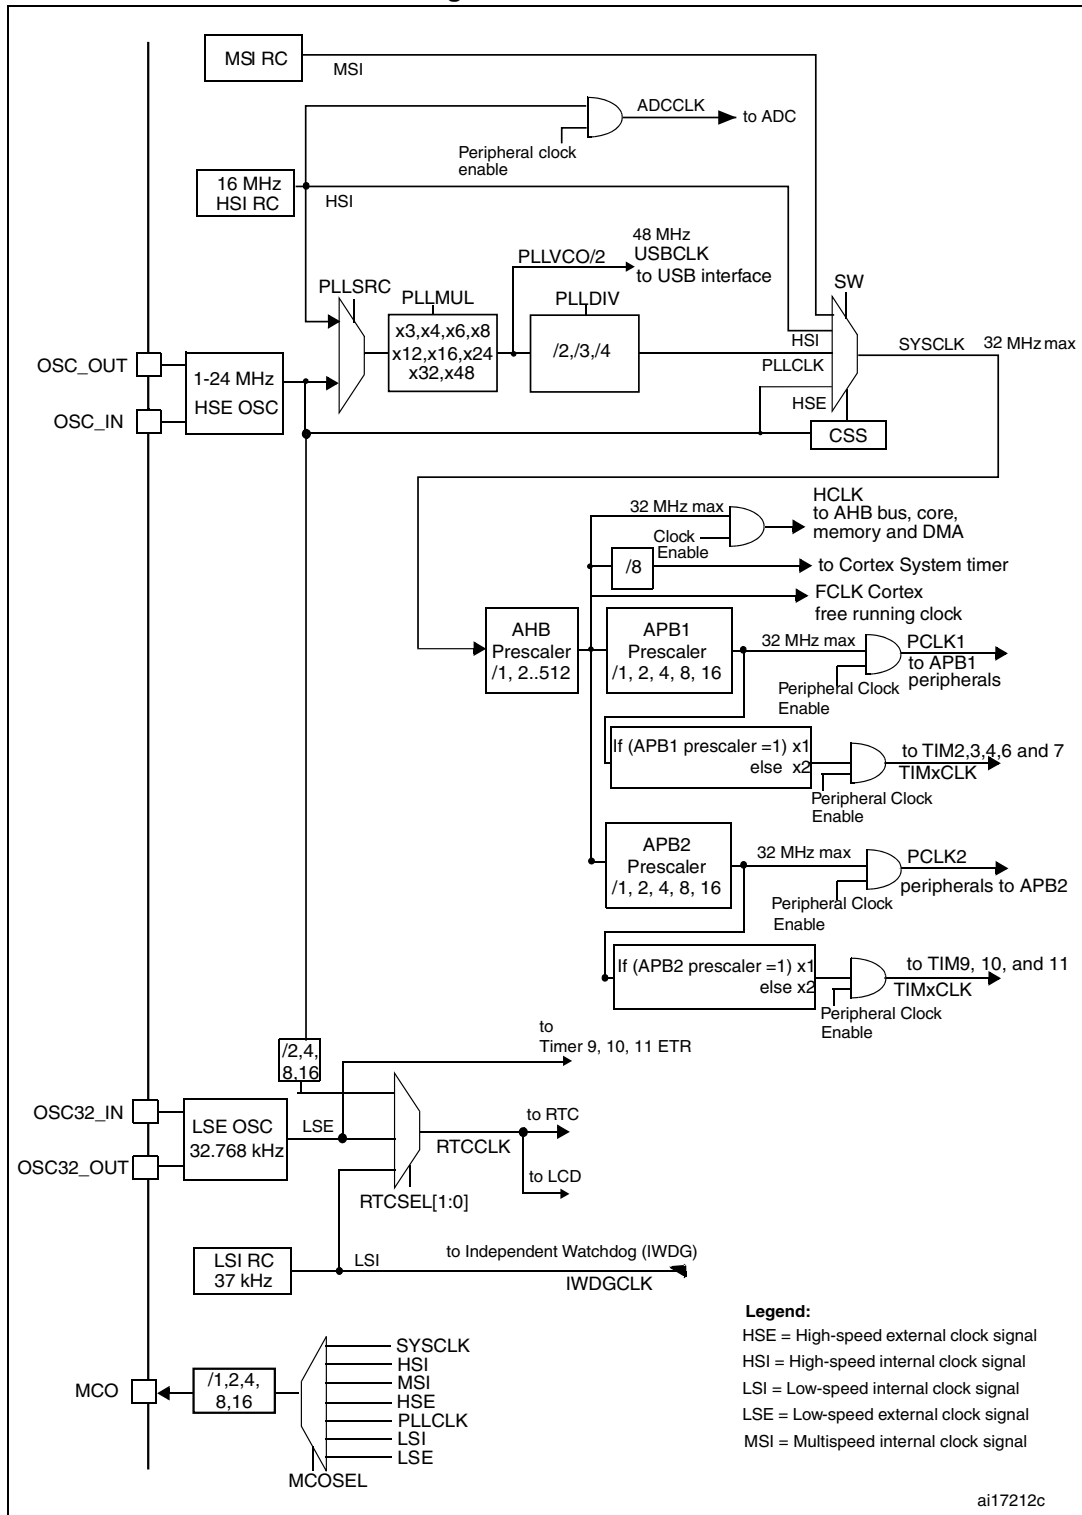 MSI RC
MSI
ADCCLK
to ADC
Peripheral clock
enable
16 MHz
HSI RC
HSI
48 MHz
USBCLK
to USB interface
PLLVCO/2
PLLSRC
PLLMUL
PLLDIV
SW
x3,x4,x6,x8
x12,x16,x24
x32,x48
/2,/3,/4
HSI
PLLCLK
HSE
SYSCLK
32 MHz max
OSC_OUT
OSC_IN
1-24 MHz
HSE OSC
CSS
32 MHz max
HCLK
to AHB bus, core,
memory and DMA
Clock
Enable
/8
to Cortex System timer
FCLK Cortex
free running clock
AHB
Prescaler
/1, 2..512
APB1
Prescaler
/1, 2, 4, 8, 16
32 MHz max
PCLK1
to APB1
peripherals
Peripheral Clock
Enable
If (APB1 prescaler =1) x1
else x2
to TIM2,3,4,6 and 7
TIMxCLK
Peripheral Clock
Enable
APB2
Prescaler
/1, 2, 4, 8, 16
32 MHz max
PCLK2
peripherals to APB2
Peripheral Clock
Enable
If (APB2 prescaler =1) x1
else x2
to TIM9, 10, and 11
TIMxCLK
Peripheral Clock
Enable
/2,4,
8,16
to
Timer 9, 10, 11 ETR
OSC32_IN
OSC32_OUT
LSE OSC
32.768 kHz
LSE
to RTC
RTCCLK
to LCD
RTCSEL[1:0]
LSI RC
37 kHz
LSI
to Independent Watchdog (IWDG)
IWDGCLK
MCO
/1,2,4,
8,16
SYSCLK
HSI
MSI
HSE
PLLCLK
LSI
LSE
MCOSEL
Legend:
HSE = High-speed external clock signal
HSI = High-speed internal clock signal
LSI = Low-speed internal clock signal
LSE = Low-speed external clock signal
MSI = Multispeed internal clock signal
ai17212c